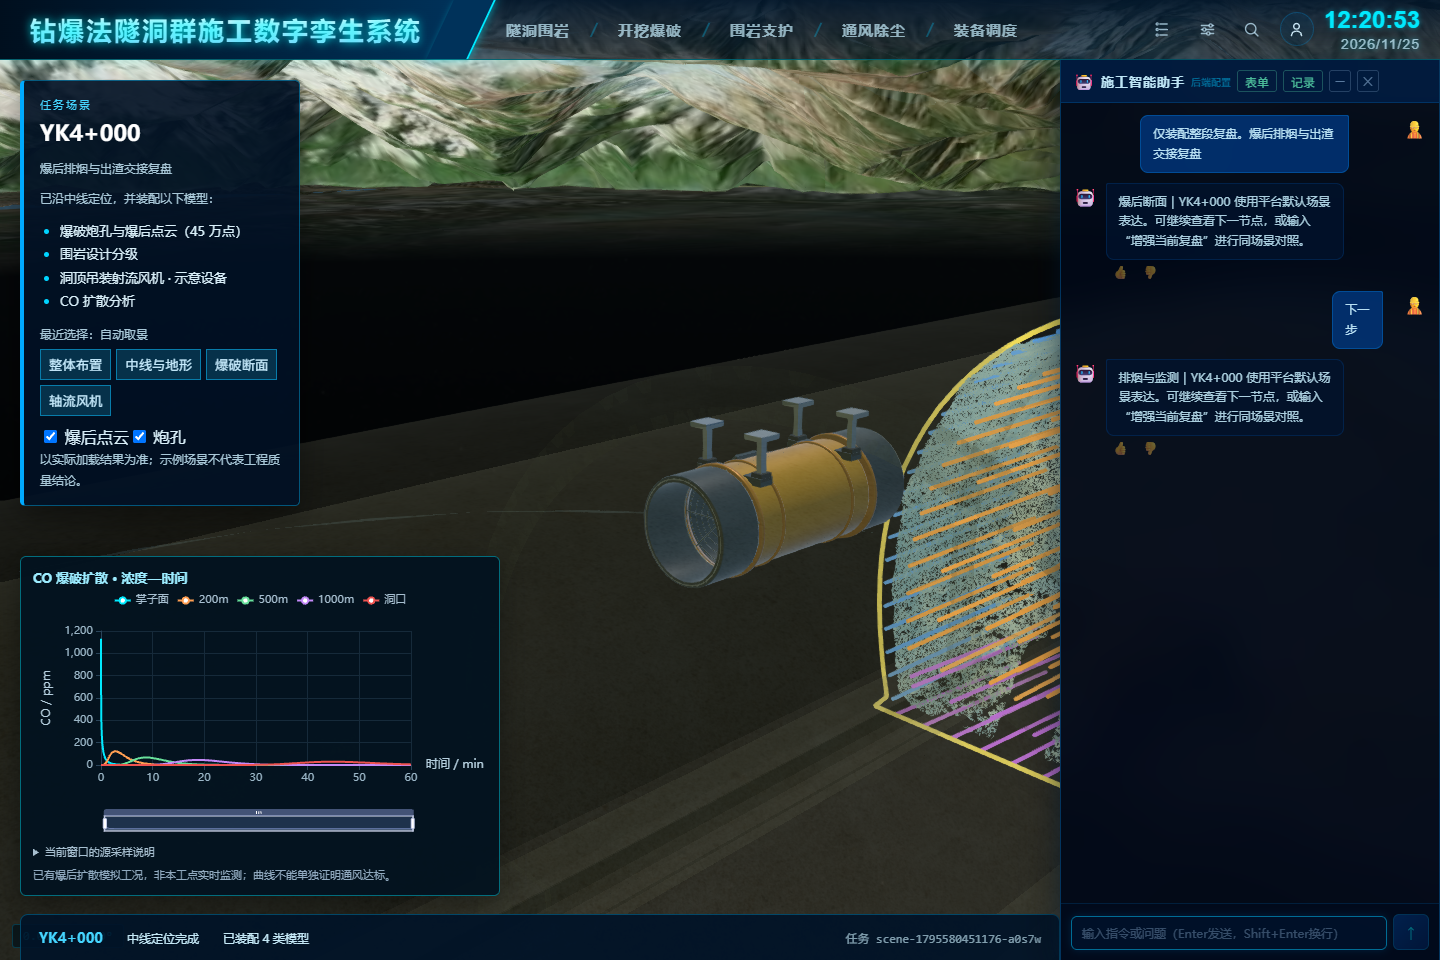 钻爆法隧洞群施工数字孪生系统
隧洞围岩 / 开挖爆破 / 围岩支护 / 通风除尘 / 装备调度
12:20:53
2026/11/25
任务场景
YK4+000
爆后排烟与出渣交接复盘
已沿中线定位，并装配以下模型：
爆破炮孔与爆后点云（45 万点）
围岩设计分级
洞顶吊装射流风机 · 示意设备
CO 扩散分析
最近选择：自动取景
整体布置 中线与地形 爆破断面
轴流风机
爆后点云 炮孔
以实际加载结果为准；示例场景不代表工程质
量结论。
CO 爆破扩散 • 浓度—时间
掌子面 200m 500m 1000m 洞口
CO / ppm
1,200
1,000
800
600
400
200
0
0 10 20 30 40 50 60
时间 / min
当前窗口的源采样说明
已有爆后扩散模拟工况，非本工点实时监测；曲线不能单独证明通风达标。
YK4+000 中线定位完成 已装配 4 类模型
任务 scene-1795580451176-a0s7w
施工智能助手 后端配置 表单 记录
仅装配整段复盘。爆后排烟与出渣
交接复盘
爆后断面 | YK4+000 使用平台默认场景
表达。可继续查看下一节点，或输入
“增强当前复盘”进行同场景对照。
下一
步
排烟与监测 | YK4+000 使用平台默认场
景表达。可继续查看下一节点，或输入
“增强当前复盘”进行同场景对照。
输入指令或问题（Enter发送，Shift+Enter换行）